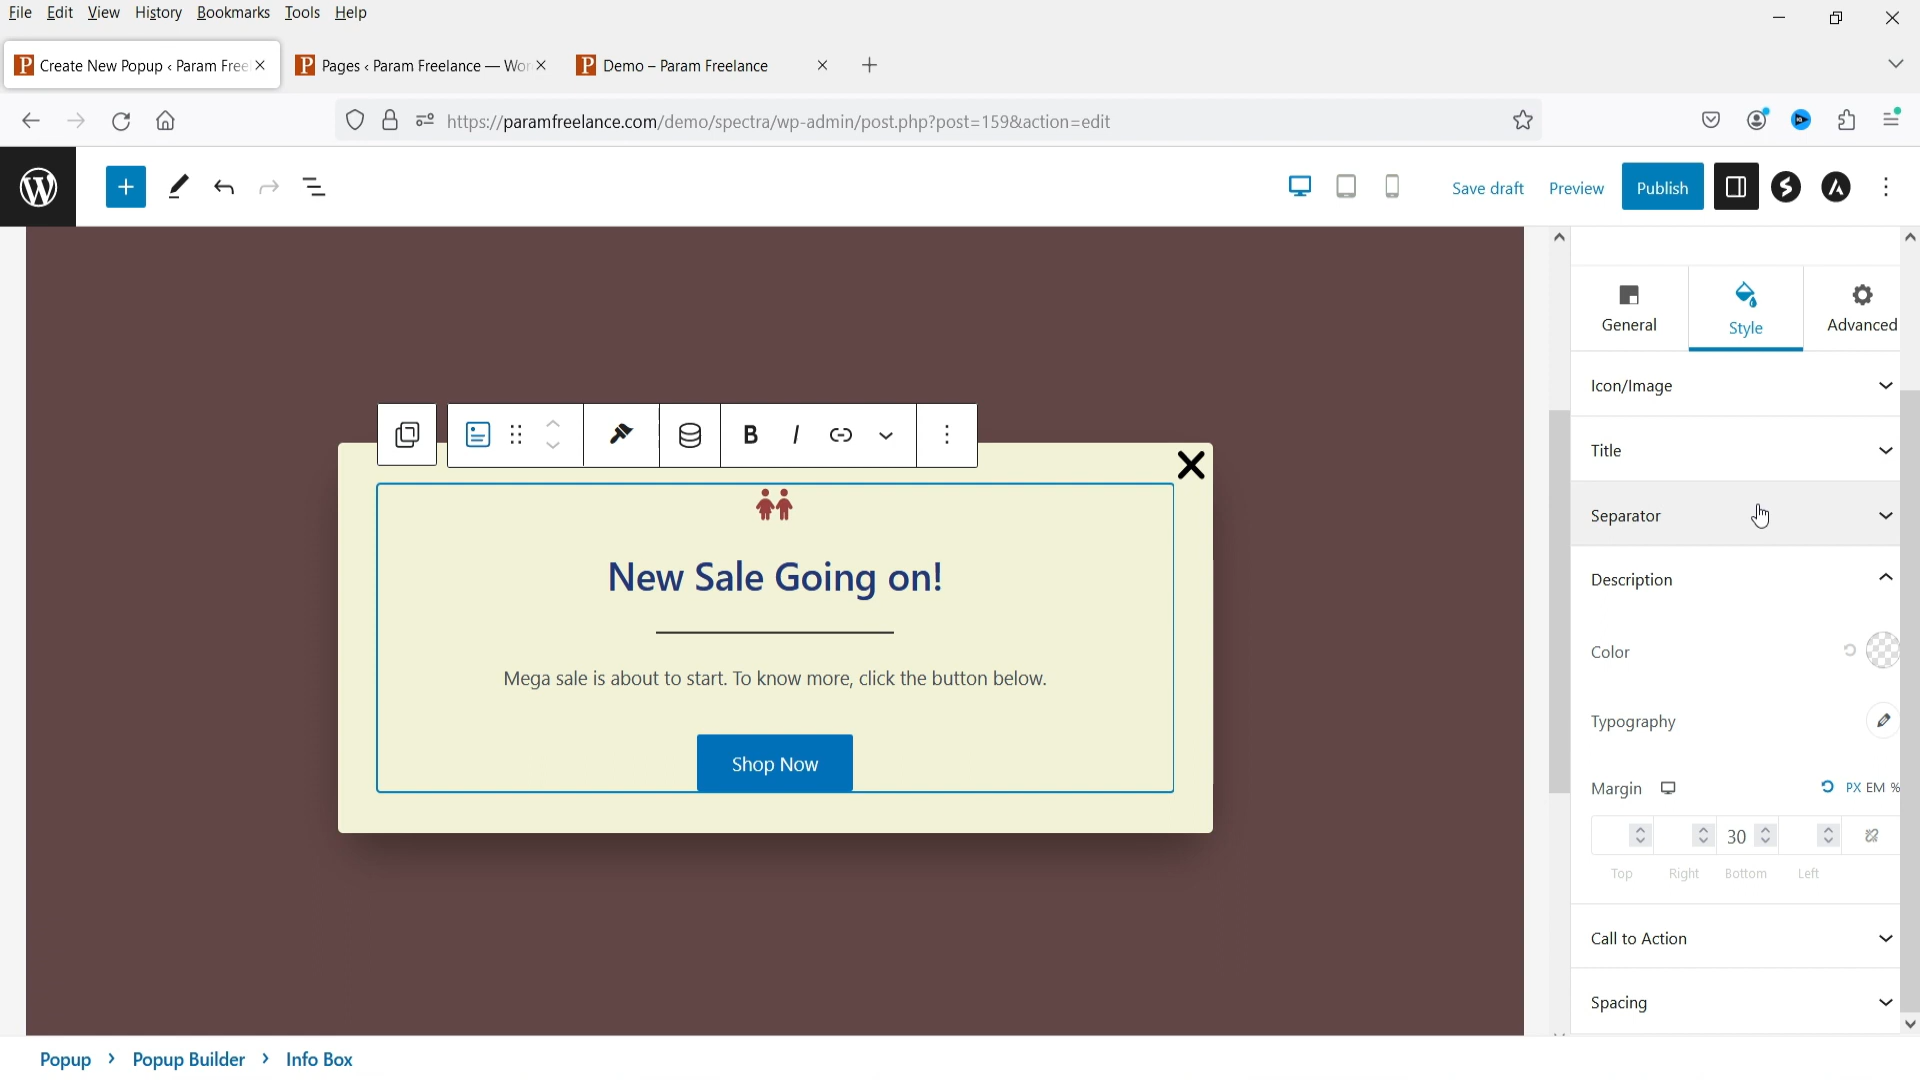 File Edit View History Bookmarks Tools Help
Create New Popup ‹ Param Free
Pages ‹ Param Freelance — Wor
Demo – Param Freelance
https://paramfreelance.com/demo/spectra/wp-admin/post.php?post=159&action=edit
Save draft Preview Publish
General Style Advanced
Icon/Image
Title
Separator
Description
Color
Typography
Margin PX EM %
30
Top Right Bottom Left
Call to Action
Spacing
B I
New Sale Going on!
Mega sale is about to start. To know more, click the button below.
Shop Now
Popup › Popup Builder › Info Box